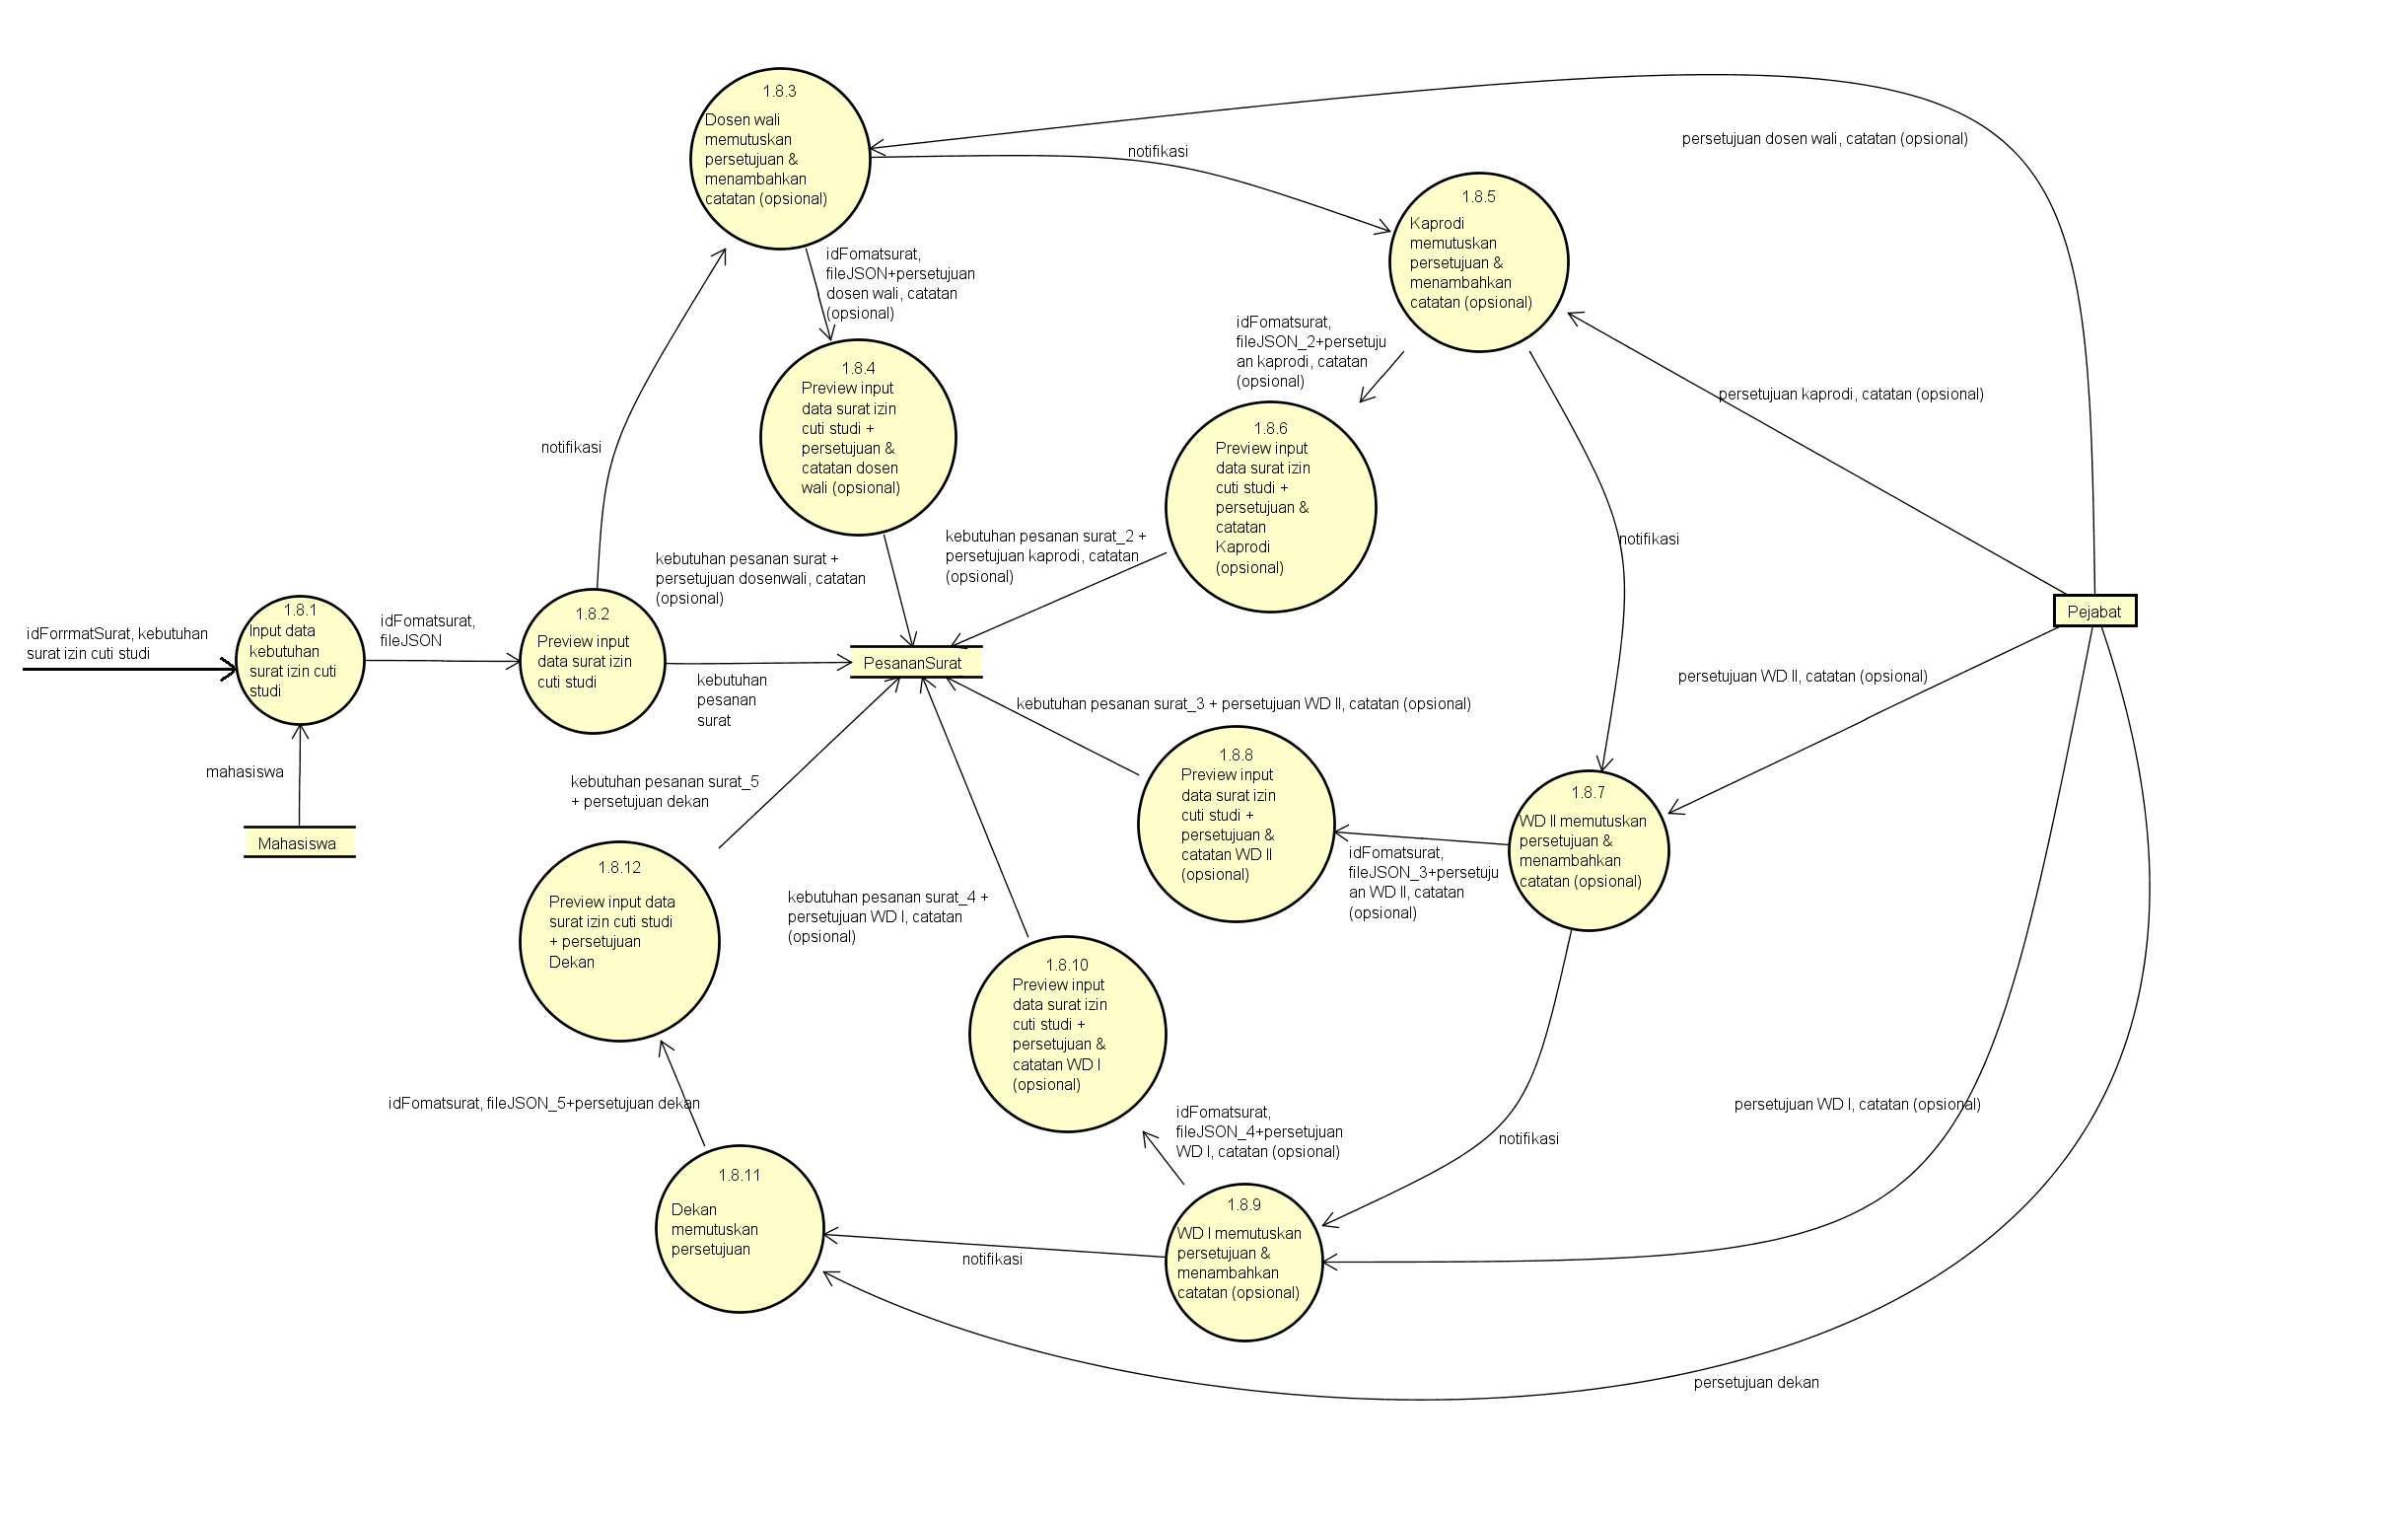 1.8.3
Dosen wali
memutuskan
persetujuan &
menambahkan
catatan (opsional)
persetujuan dosen wali, catatan (opsional)
notifikasi
1.8.5
Kaprodi
memutuskan
persetujuan &
menambahkan
catatan (opsional)
idFomatsurat,
fileJSON+persetujuan
dosen wali, catatan
(opsional)
idFomatsurat,
fileJSON_2+persetuju
an kaprodi, catatan
(opsional)
1.8.4
Preview input
data surat izin
cuti studi +
persetujuan &
catatan dosen
wali (opsional)
persetujuan kaprodi, catatan (opsional)
1.8.6
Preview input
data surat izin
cuti studi +
persetujuan &
catatan
Kaprodi
(opsional)
notifikasi
notifikasi
kebutuhan pesanan surat +
persetujuan dosenwali, catatan
(opsional)
kebutuhan pesanan surat_2 +
persetujuan kaprodi, catatan
(opsional)
idForrmatSurat, kebutuhan
surat izin cuti studi
1.8.1
Input data
kebutuhan
surat izin cuti
studi
idFomatsurat,
fileJSON
1.8.2
Preview input
data surat izin
cuti studi
kebutuhan
pesanan
surat
PesananSurat
Pejabat
persetujuan WD II, catatan (opsional)
kebutuhan pesanan surat_3 + persetujuan WD II, catatan (opsional)
mahasiswa
Mahasiswa
kebutuhan pesanan surat_5
+ persetujuan dekan
1.8.8
Preview input
data surat izin
cuti studi +
persetujuan &
catatan WD II
(opsional)
1.8.7
WD II memutuskan
persetujuan &
menambahkan
catatan (opsional)
idFomatsurat,
fileJSON_3+persetuju
an WD II, catatan
(opsional)
1.8.12
Preview input data
surat izin cuti studi
+ persetujuan
Dekan
kebutuhan pesanan surat_4 +
persetujuan WD I, catatan
(opsional)
1.8.10
Preview input
data surat izin
cuti studi +
persetujuan &
catatan WD I
(opsional)
idFomatsurat, fileJSON_5+persetujuan dekan
idFomatsurat,
fileJSON_4+persetujuan
WD I, catatan (opsional)
persetujuan WD I, catatan (opsional)
notifikasi
1.8.11
Dekan
memutuskan
persetujuan
notifikasi
1.8.9
WD I memutuskan
persetujuan &
menambahkan
catatan (opsional)
persetujuan dekan